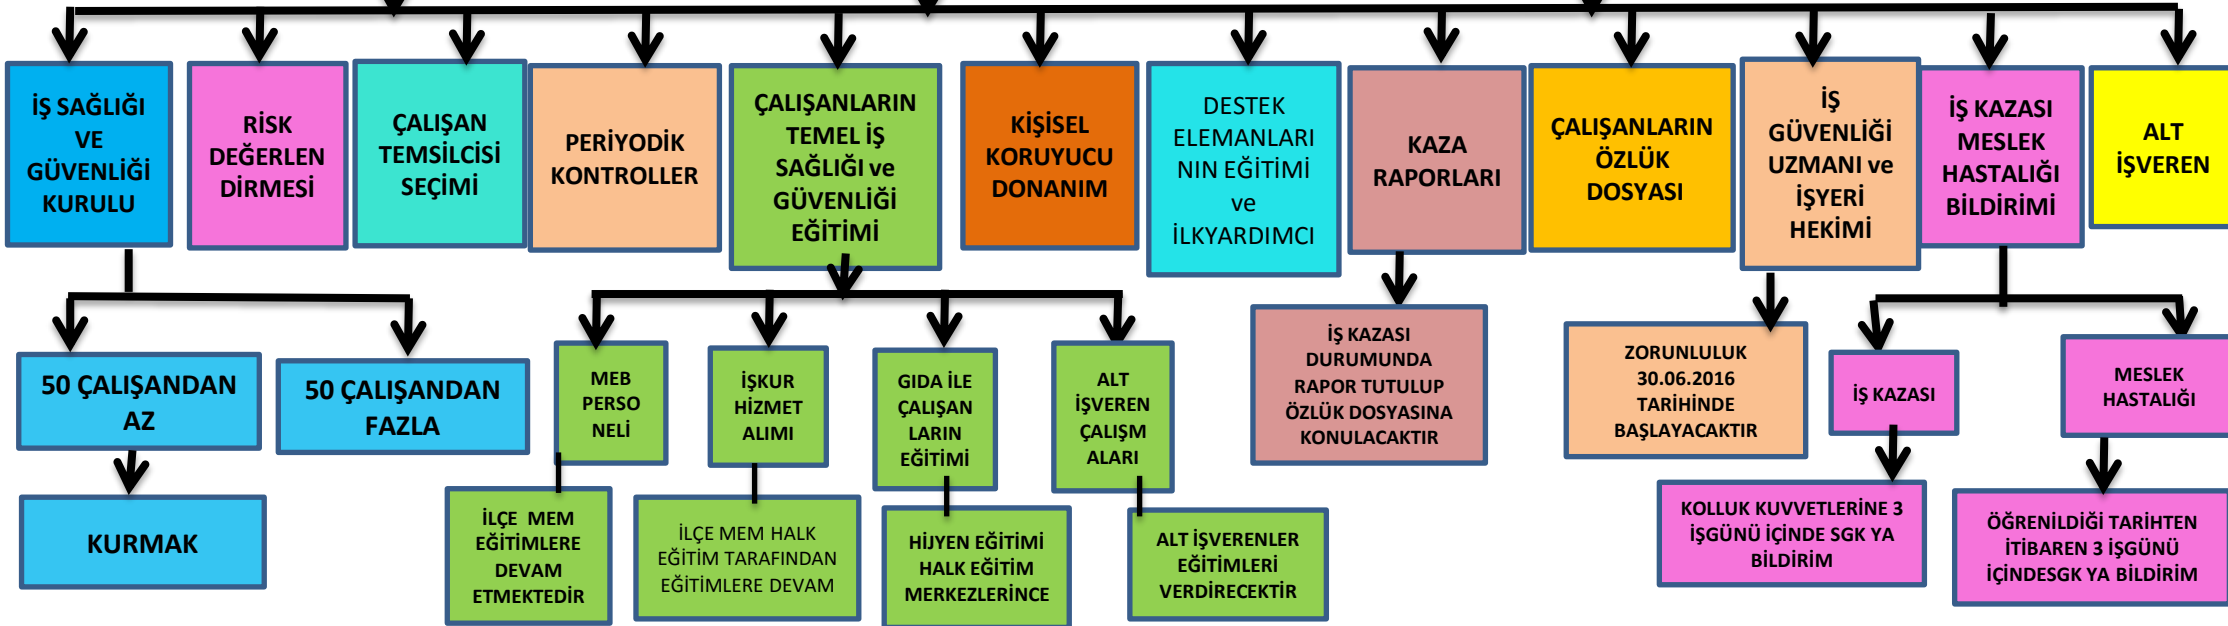 İŞ SAĞLIĞI
VE
GÜVENLİĞİ
KURULU
RİSK
DEĞERLEN
DİRMESİ
ÇALIŞAN
TEMSİLCİSİ
SEÇİMİ
PERİYODİK
KONTROLLER
ÇALIŞANLARIN
TEMEL İŞ
SAĞLIĞI ve
GÜVENLİĞİ
EĞİTİMİ
KİŞİSEL
KORUYUCU
DONANIM
DESTEK
ELEMANLARI
NIN EĞİTİMİ
ve
İLKYARDIMCI
KAZA
RAPORLARI
ÇALIŞANLARIN
ÖZLÜK
DOSYASI
İŞ
GÜVENLİĞİ
UZMANI ve
İŞYERİ
HEKİMİ
İŞ KAZASI
MESLEK
HASTALIĞI
BİLDİRİMİ
ALT
İŞVEREN
50 ÇALIŞANDAN
AZ
50 ÇALIŞANDAN
FAZLA
MEB
PERSO
NELİ
İŞKUR
HİZMET
ALIMI
GIDA İLE
ÇALIŞAN
LARIN
EĞİTİMİ
ALT
İŞVEREN
ÇALIŞM
ALARI
İŞ KAZASI
DURUMUNDA
RAPOR TUTULUP
ÖZLÜK DOSYASINA
KONULACAKTIR
ZORUNLULUK
30.06.2016
TARİHİNDE
BAŞLAYACAKTIR
İŞ KAZASI
MESLEK
HASTALIĞI
KURMAK
İLÇE MEM
EĞİTİMLERE
DEVAM
ETMEKTEDİR
İLÇE MEM HALK
EĞİTİM TARAFINDAN
EĞİTİMLERE DEVAM
HİJYEN EĞİTİMİ
HALK EĞİTİM
MERKEZLERİNCE
ALT İŞVERENLER
EĞİTİMLERİ
VERDİRECEKTİR
KOLLUK KUVVETLERİNE 3
İŞGÜNÜ İÇİNDE SGK YA
BİLDİRİM
ÖĞRENİLDİĞİ TARİHTEN
İTİBAREN 3 İŞGÜNÜ
İÇİNDESGK YA BİLDİRİM